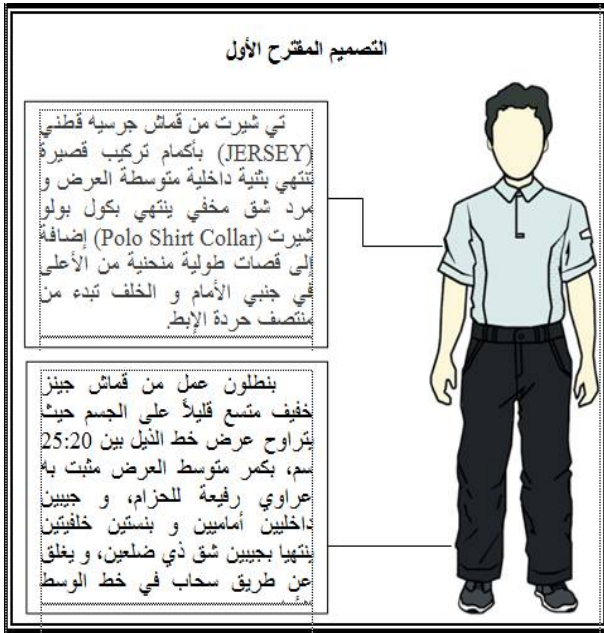 التصميم المقترح الأول
تي شيرت من قماش جرسيه قطني
(JERSEY) بأكمام تركيب قصيرة
تنتهي بثنية داخلية متوسطة العرض و
مرد شق مخفي ينتهي بكول بولو
شيرت (Polo Shirt Collar) إضافة
إلى قصات طولية منحنية من الأعلى
في جنبي الأمام و الخلف تبدء من
منتصف حردة الإبط.
بنطلون عمل من قماش جينز
خفيف متسع قليلاً على الجسم حيث
يتراوح عرض خط الذيل بين 25:20
سم، بكمر متوسط العرض مثبت به
عراوي رفيعة للحزام، و جيبين
داخليين أماميين و بنستين خلفيتين
ينتهيا بجيبين شق ذي ضلعين، و يغلق
عن طريق سحاب في خط الوسط